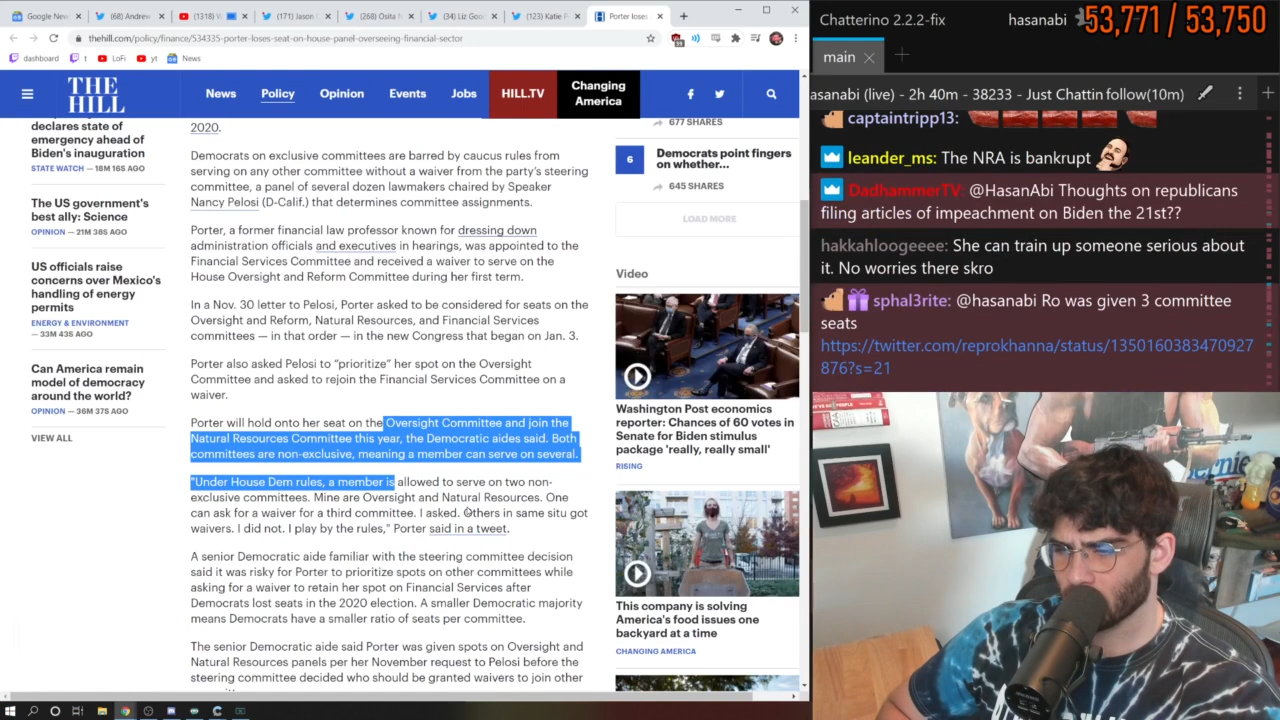 Google New
(68) Andrew
(1318) W
(171) Jason
(268) Osita N
(34) Liz Goo
(123) Katie P
Porter loses
thehill.com/policy/finance/534335-porter-loses-seat-on-house-panel-overseeing-financial-sector
dashboard
t
LoFi
yt
News
THE
HILL
News
Policy
Opinion
Events
Jobs
HILL.TV
Changing
America
declares state of
emergency ahead of
Biden's inauguration
STATE WATCH — 18M 16S AGO
The US government's
best ally: Science
OPINION — 21M 38S AGO
US officials raise
concerns over Mexico's
handling of energy
permits
ENERGY & ENVIRONMENT
— 33M 43S AGO
Can America remain
model of democracy
around the world?
OPINION — 36M 37S AGO
VIEW ALL
2020.
Democrats on exclusive committees are barred by caucus rules from
serving on any other committee without a waiver from the party's steering
committee, a panel of several dozen lawmakers chaired by Speaker
Nancy Pelosi (D-Calif.) that determines committee assignments.
Porter, a former financial law professor known for dressing down
administration officials and executives in hearings, was appointed to the
Financial Services Committee and received a waiver to serve on the
House Oversight and Reform Committee during her first term.
In a Nov. 30 letter to Pelosi, Porter asked to be considered for seats on the
Oversight and Reform, Natural Resources, and Financial Services
committees — in that order — in the new Congress that began on Jan. 3.
Porter also asked Pelosi to “prioritize” her spot on the Oversight
Committee and asked to rejoin the Financial Services Committee on a
waiver.
Porter will hold onto her seat on the Oversight Committee and join the
Natural Resources Committee this year, the Democratic aides said. Both
committees are non-exclusive, meaning a member can serve on several.
"Under House Dem rules, a member is allowed to serve on two non-
exclusive committees. Mine are Oversight and Natural Resources. One
can ask for a waiver for a third committee. I asked. Others in same situ got
waivers. I did not. I play by the rules," Porter said in a tweet.
A senior Democratic aide familiar with the steering committee decision
said it was risky for Porter to prioritize spots on other committees while
asking for a waiver to retain her spot on Financial Services after
Democrats lost seats in the 2020 election. A smaller Democratic majority
means Democrats have a smaller ratio of seats per committee.
The senior Democratic aide said Porter was given spots on Oversight and
Natural Resources panels per her November request to Pelosi before the
steering committee decided who should be granted waivers to join other
677 SHARES
6
Democrats point fingers
on whether...
645 SHARES
LOAD MORE
Video
Washington Post economics
reporter: Chances of 60 votes in
Senate for Biden stimulus
package 'really, really small'
RISING
This company is solving
America's food issues one
backyard at a time
CHANGING AMERICA
Chatterino 2.2.2-fix
hasanabi
53,771 / 53,750
main
asanabi (live) - 2h 40m - 38233 - Just Chattin follow(10m)
captaintripp13:
leander_ms: The NRA is bankrupt
DadhammerTV: @HasanAbi Thoughts on republicans
filing articles of impeachment on Biden the 21st??
hakkahloogeeee: She can train up someone serious about
it. No worries there skro
sphal3rite: @hasanabi Ro was given 3 committee
seats
https://twitter.com/reprokhanna/status/1350160383470927
876?s=21